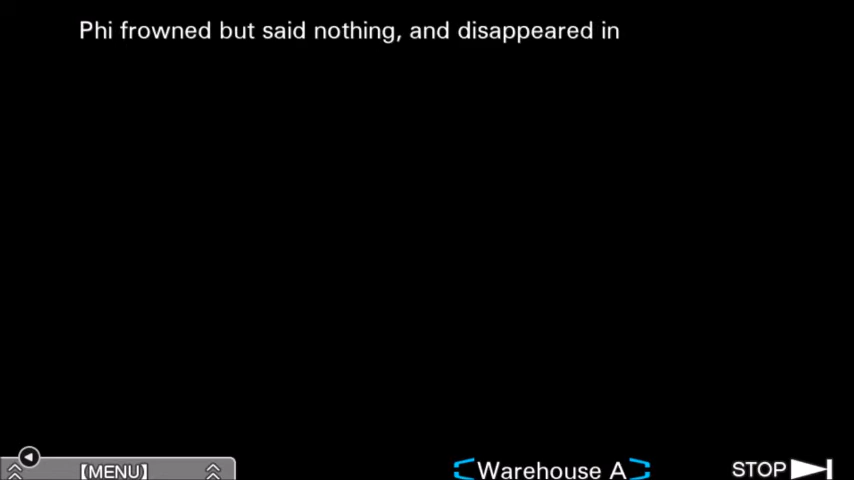 Phi frowned but said nothing, and disappeared in
【MENU】
Warehouse A
STOP